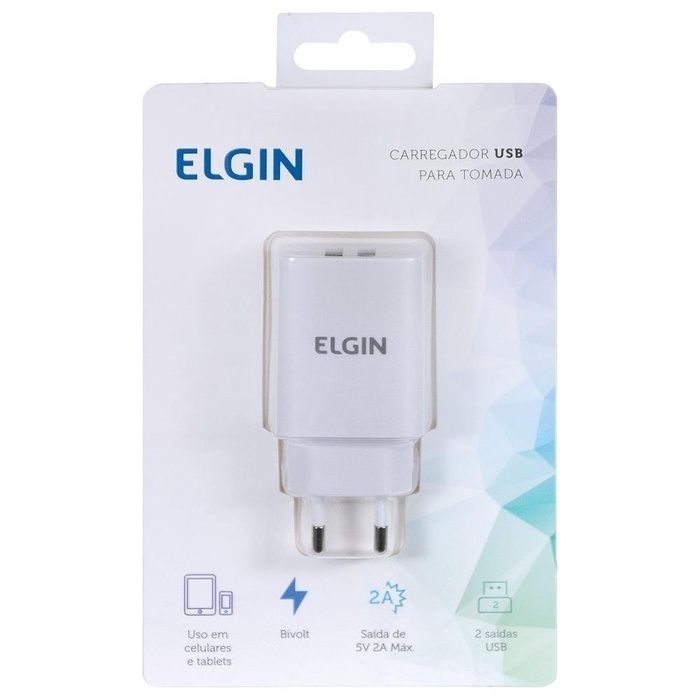 ELGIN
CARREGADOR USB
PARA TOMADA
ELGIN
2A
2
Uso em
celulares
e tablets
Bivolt
Saída de
5V 2A Máx.
2 saídas
USB